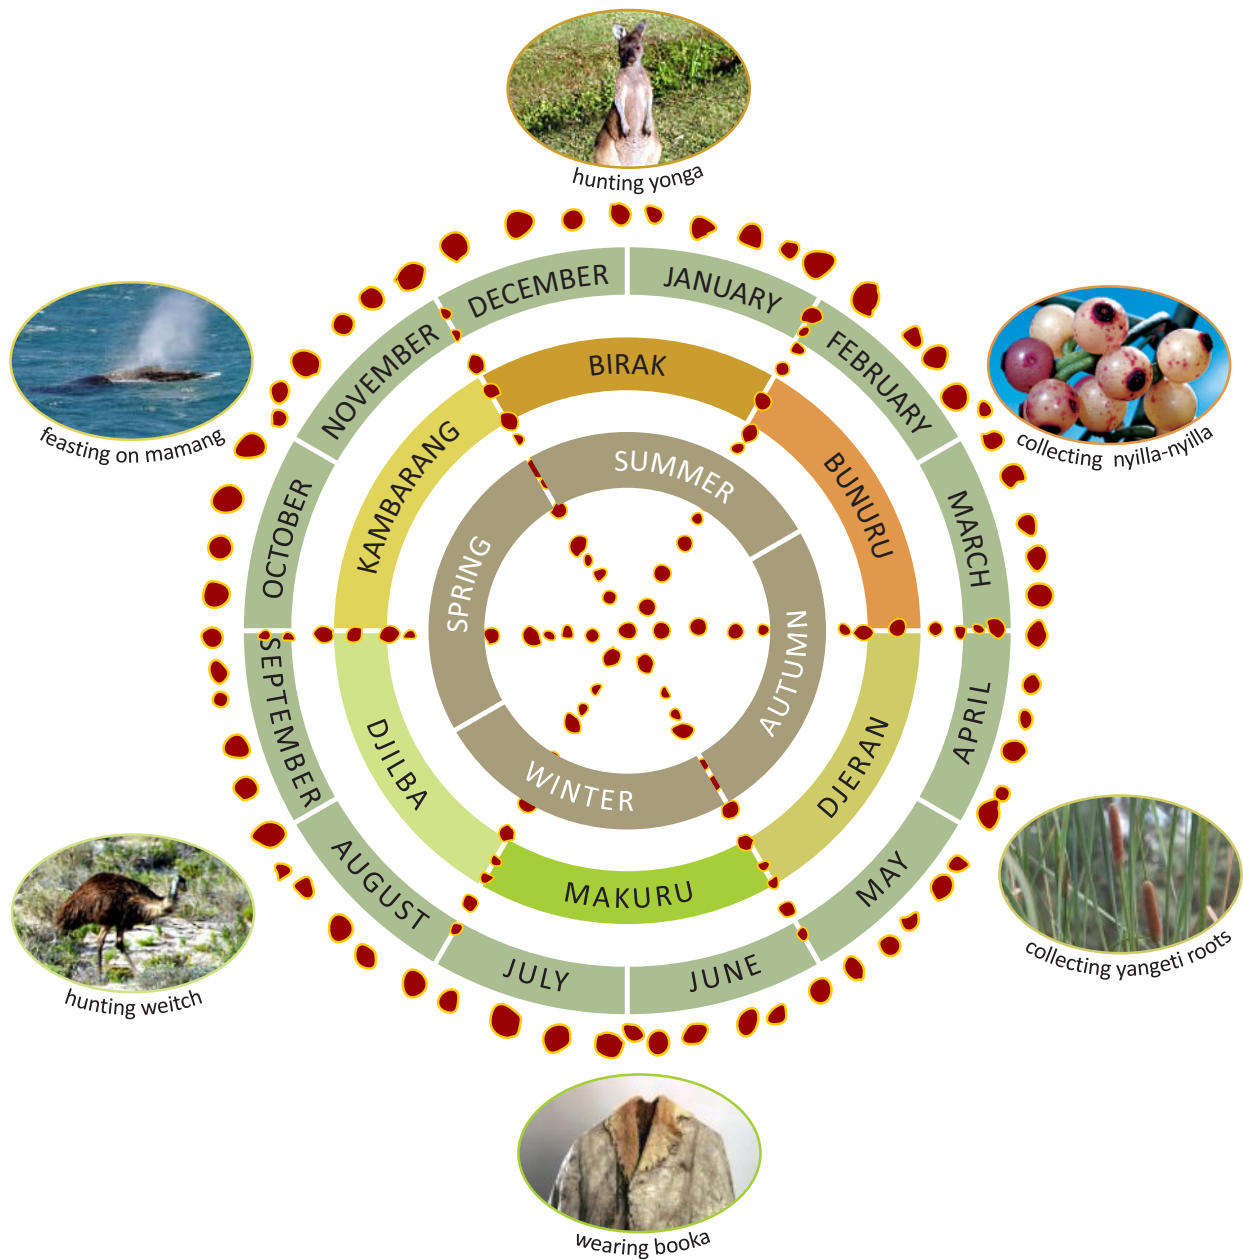 hunting yonga
DECEMBER
JANUARY
FEBRUARY
MARCH
APRIL
MAY
JUNE
JULY
AUGUST
SEPTEMBER
OCTOBER
NOVEMBER
BIRAK
BUNURU
DJERAN
MAKURU
DJILBA
KAMBARANG
SUMMER
AUTUMN
WINTER
SPRING
collecting nyilla-nyilla
collecting yangeti roots
wearing booka
hunting weitch
feasting on mamang